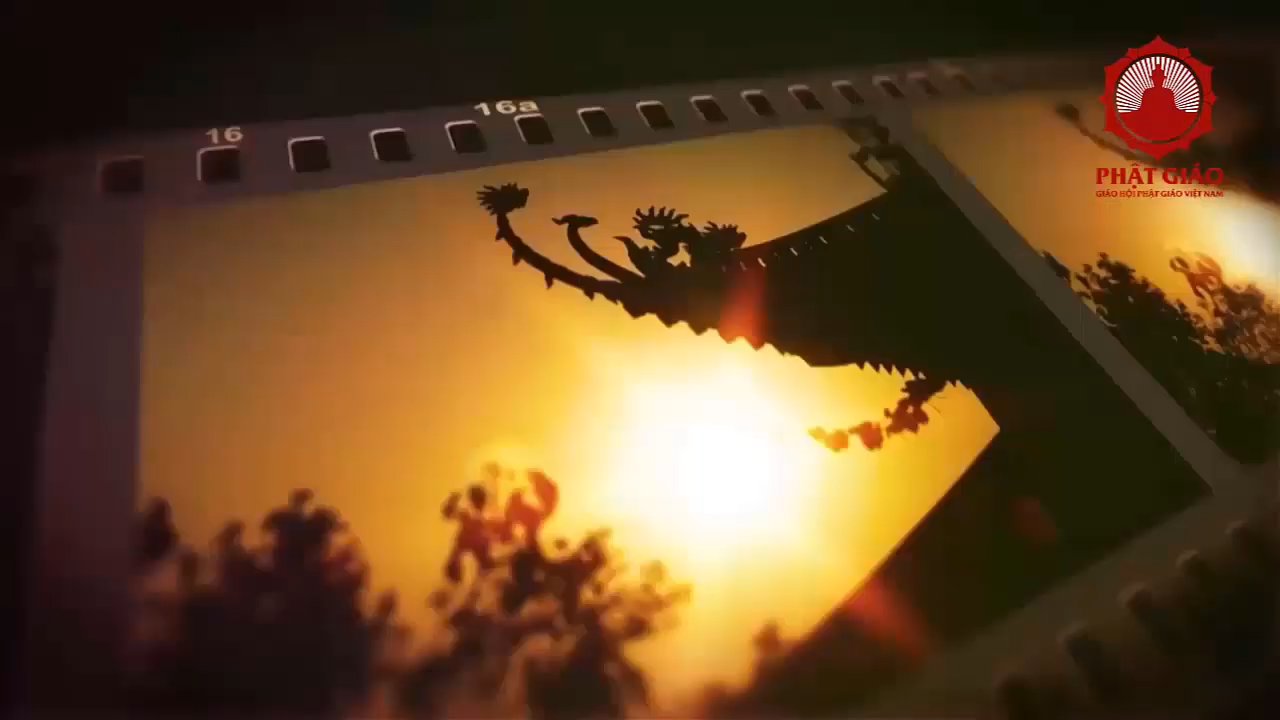 16
16a
PHẬT GIÁO
GIÁO HỘI PHẬT GIÁO VIỆT NAM